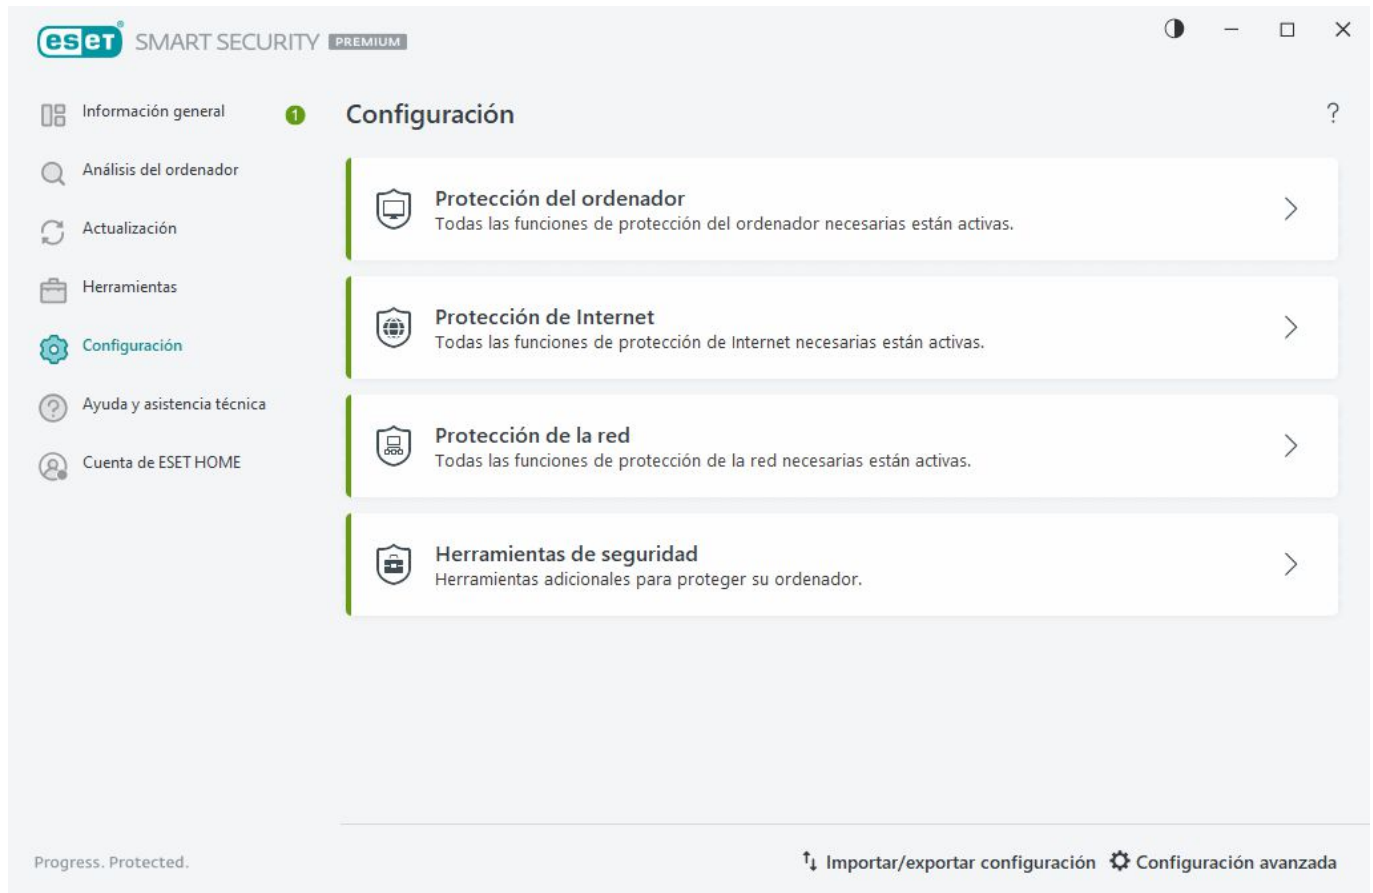 eset SMART SECURITY PREMIUM
Información general 1
Análisis del ordenador
Actualización
Herramientas
Configuración
Ayuda y asistencia técnica
Cuenta de ESET HOME
Configuración ?
Protección del ordenador
Todas las funciones de protección del ordenador necesarias están activas.
Protección de Internet
Todas las funciones de protección de Internet necesarias están activas.
Protección de la red
Todas las funciones de protección de la red necesarias están activas.
Herramientas de seguridad
Herramientas adicionales para proteger su ordenador.
Progress. Protected.
Importar/exportar configuración Configuración avanzada